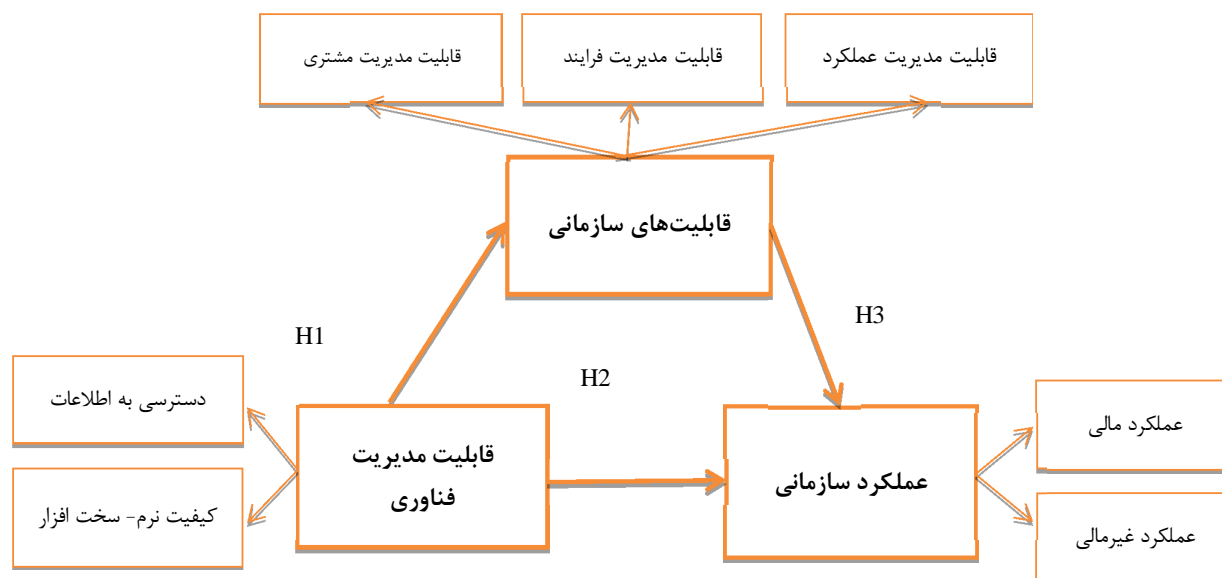 قابلیت مدیریت عملکرد
قابلیت مدیریت فرایند
قابلیت مدیریت مشتری
قابلیت‌های سازمانی
H1
H3
H2
دسترسی به اطلاعات
کیفیت نرم- سخت افزار
قابلیت مدیریت
فناوری
عملکرد سازمانی
عملکرد مالی
عملکرد غیرمالی